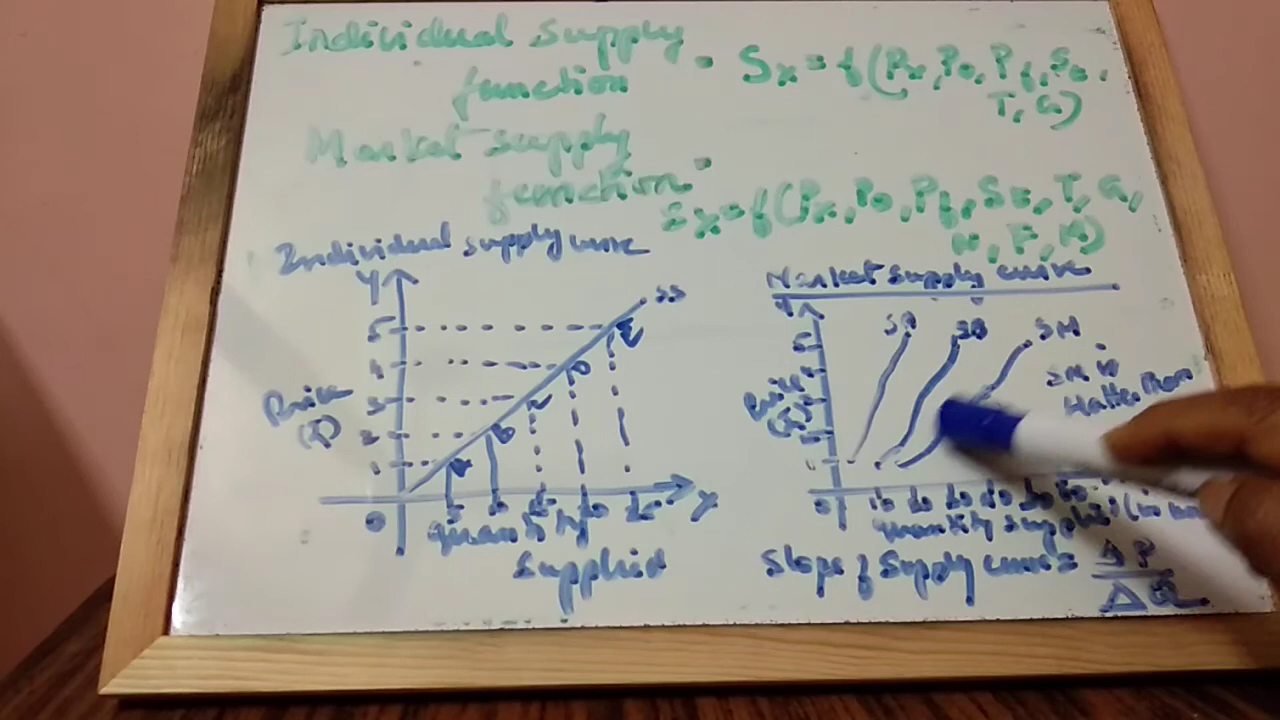 Individual supply
function = Sx = f(Px, Po, Pf, St,
T, G)
Market supply
function =
Sx = f(Px, Po, Pf, St, T, G,
N, F, M)
Individual supply curve
Y
SS
5
4
3
2
1
Price
(₹)
0
X
quantity
Supplied
Market supply curve
Y
SA SB SM
SM is
flatter than
Price
(₹)
0
quantity supplied (in
Slope of Supply curve = ΔP
ΔQ